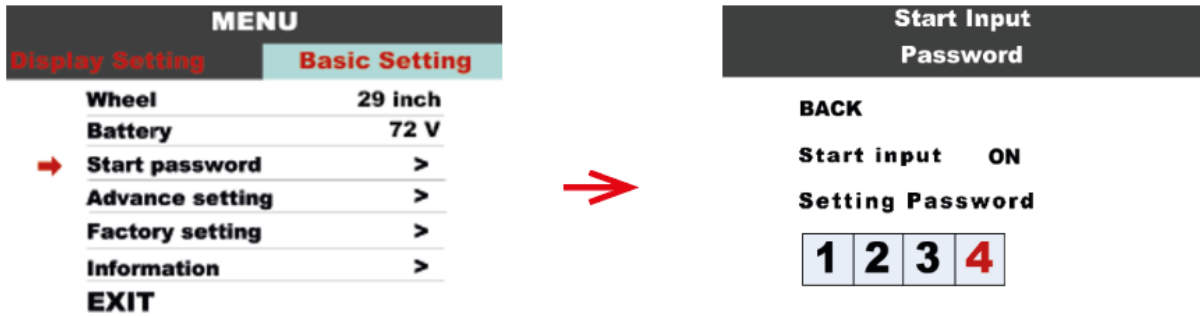 MENU
Display Setting Basic Setting
Wheel 29 inch
Battery 72 V
Start password >
Advance setting >
Factory setting >
Information >
EXIT
Start Input
Password
BACK
Start input ON
Setting Password
1 2 3 4